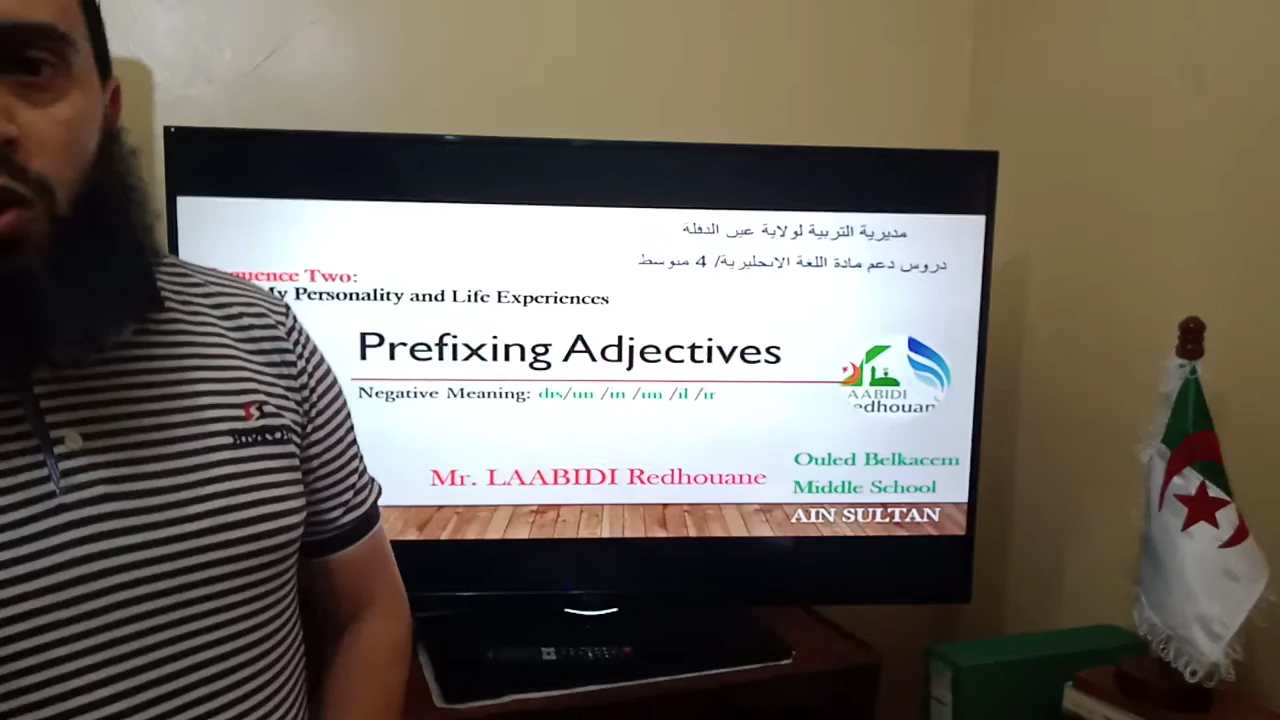 مديرية التربية لولاية عين الدفلة
دروس دعم مادة اللغة الانجليزية/ 4 متوسط
quence Two:
My Personality and Life Experiences
Prefixing Adjectives
Negative Meaning: dis/un /in /im /il /ir
AABIDI
edhouan
Mr. LAABIDI Redhouane
Ouled Belkacem
Middle School
AIN SULTAN